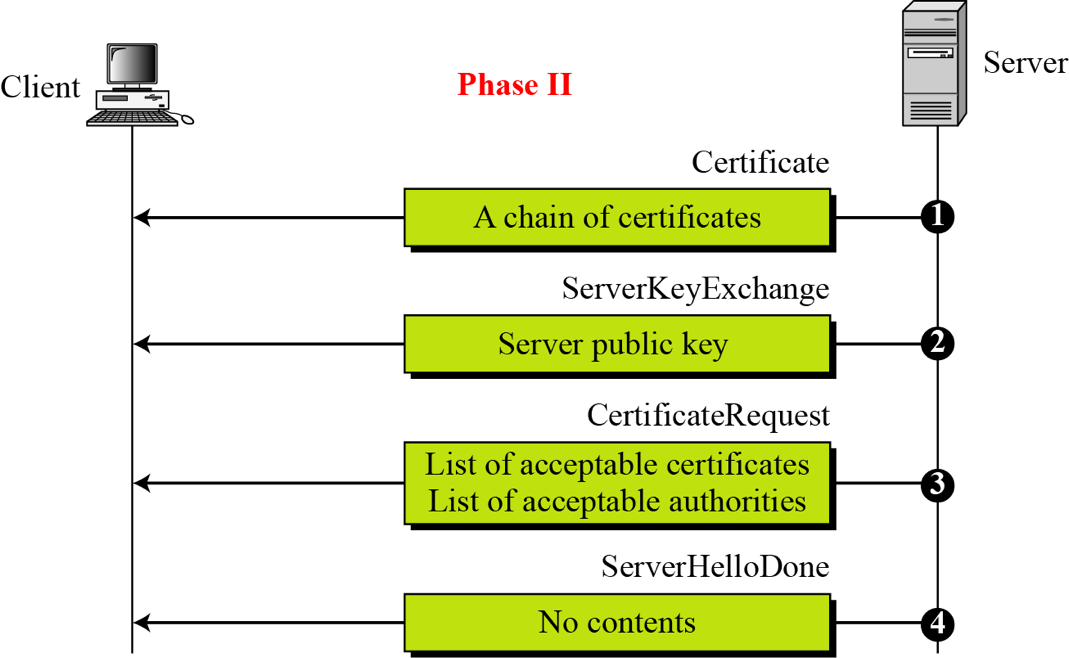 Client
Phase II
Server
Certificate
A chain of certificates
1
ServerKeyExchange
Server public key
2
CertificateRequest
List of acceptable certificates
List of acceptable authorities
3
ServerHelloDone
No contents
4